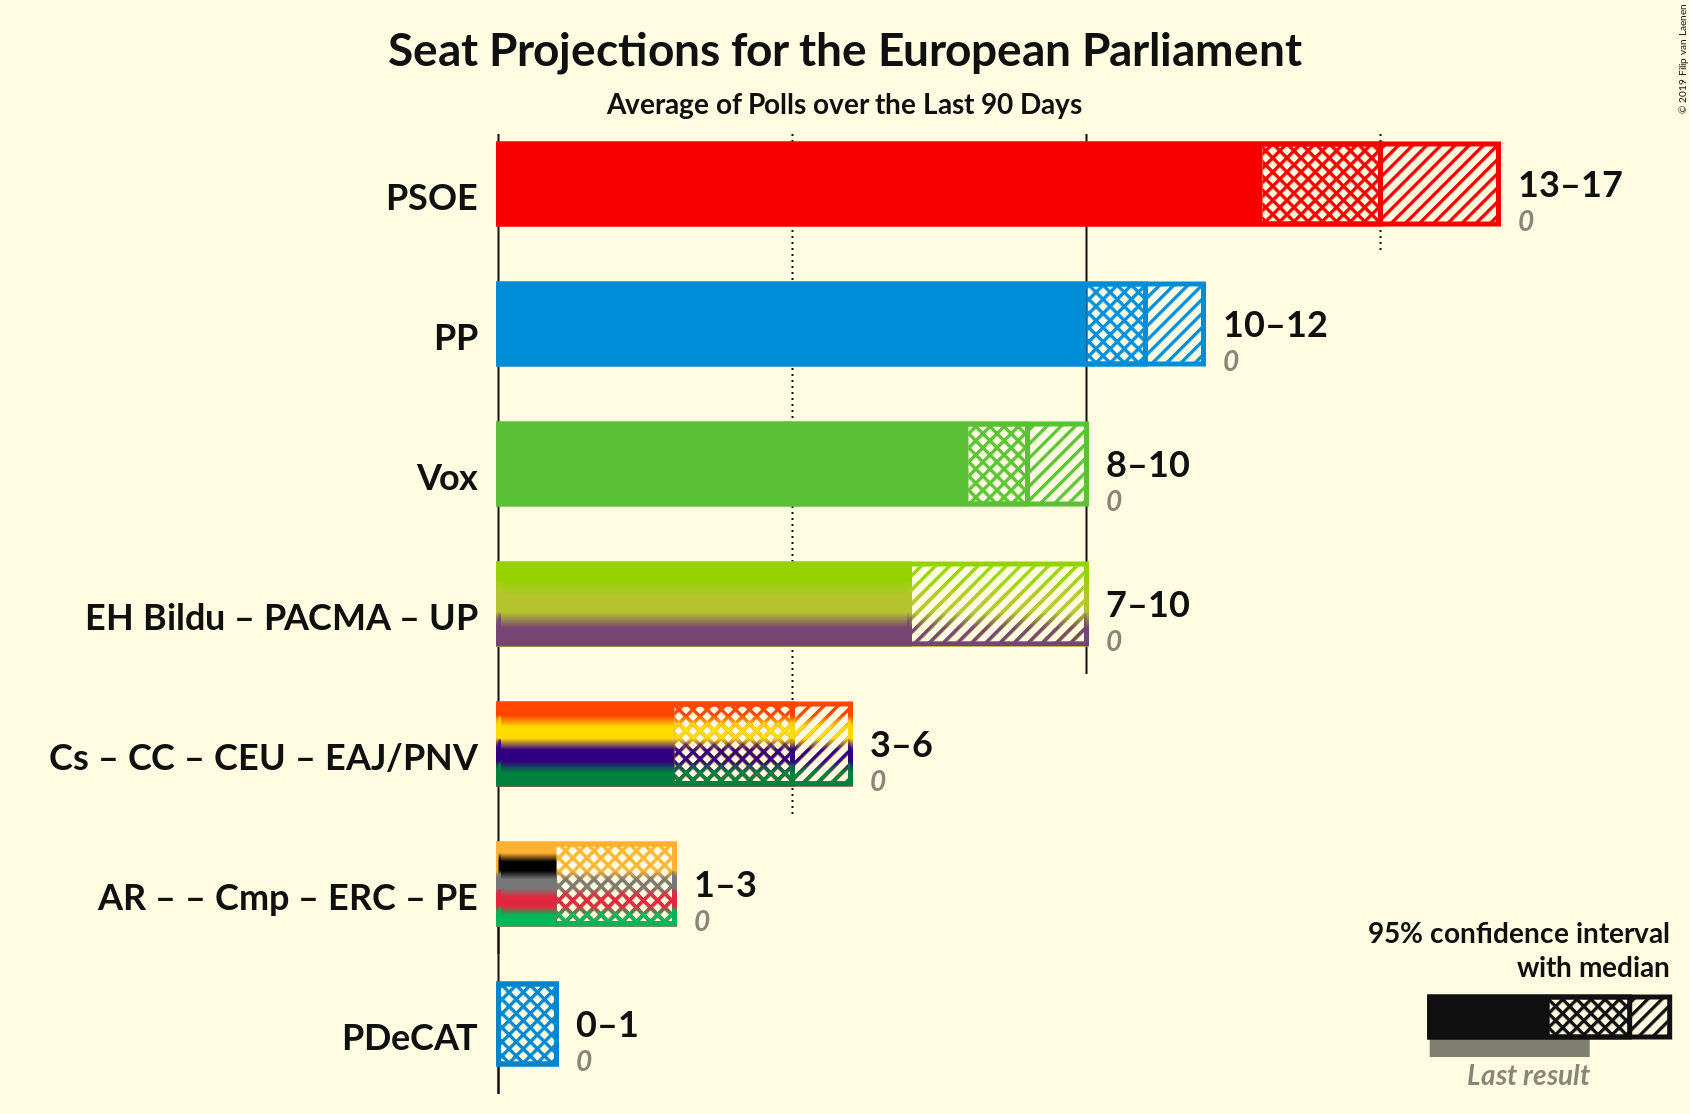 Seat Projections for the European Parliament
Average of Polls over the Last 90 Days
© 2019 Filip van Laenen
PSOE
13–17
0
PP
10–12
0
Vox
8–10
0
EH Bildu – PACMA – UP
7–10
0
Cs – CC – CEU – EAJ/PNV
3–6
0
AR – – Cmp – ERC – PE
1–3
0
PDeCAT
0–1
0
95% confidence interval
with median
Last result